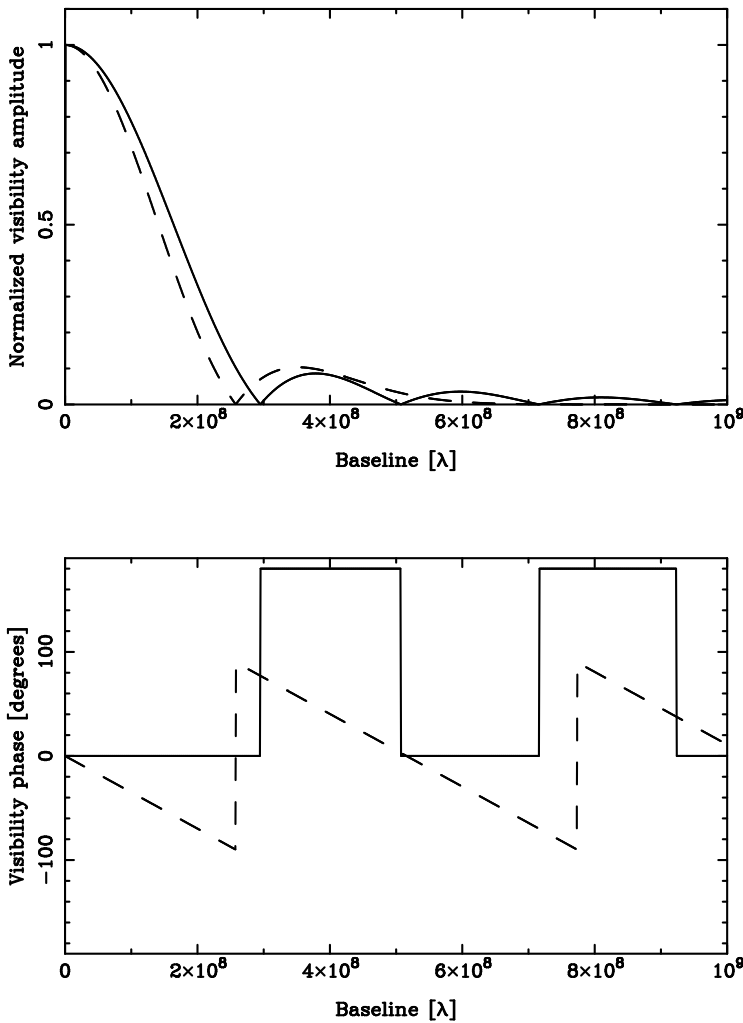 Normalized visibility amplitude
1
0.5
0
0 2×10⁸ 4×10⁸ 6×10⁸ 8×10⁸ 10⁹
Baseline [λ]
Visibility phase [degrees]
100
0
−100
0 2×10⁸ 4×10⁸ 6×10⁸ 8×10⁸ 10⁹
Baseline [λ]